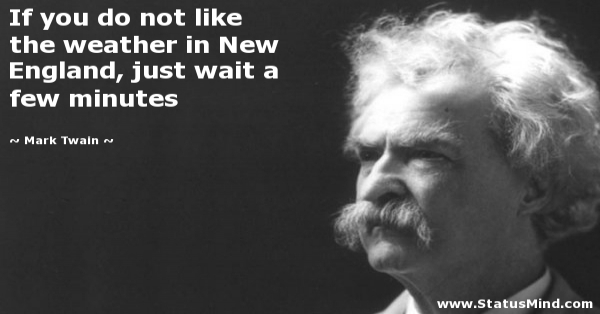 If you do not like
the weather in New
England, just wait a
few minutes
~ Mark Twain ~
www.StatusMind.com